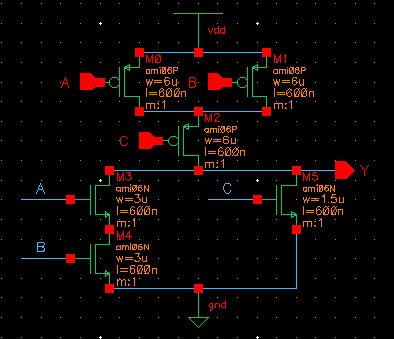 vdd
M0
M1
A
ami06P
w=6u
l=600n
m:1
B
ami06P
w=6u
l=600n
m:1
M2
C
ami06P
w=6u
l=600n
m:1
Y
M3
A
ami06N
w=3u
l=600n
m:1
M5
C
ami06N
w=1.5u
l=600n
m:1
M4
B
ami06N
w=3u
l=600n
m:1
gnd